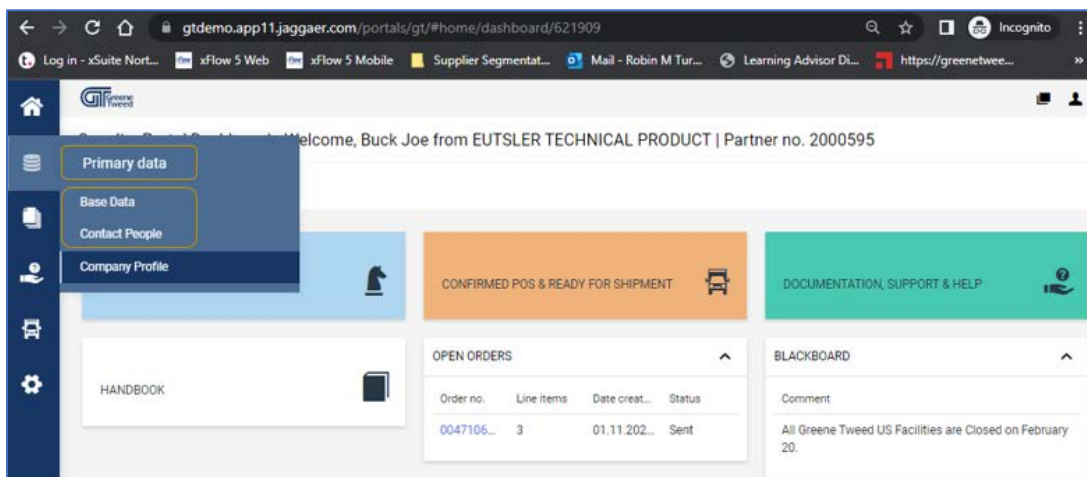 gtdemo.app11.jaggaer.com/portals/gt/#home/dashboard/621909
Incognito
Log in - xSuite Nort...
xFlow 5 Web
xFlow 5 Mobile
Supplier Segmentat...
Mail - Robin M Tur...
Learning Advisor Di...
https://greenetwee...
»
GT Greene Tweed
Welcome, Buck Joe from EUTSLER TECHNICAL PRODUCT | Partner no. 2000595
Primary data
Base Data
Contact People
Company Profile
CONFIRMED POS & READY FOR SHIPMENT
DOCUMENTATION, SUPPORT & HELP
HANDBOOK
OPEN ORDERS
Order no. Line items Date creat... Status
0047106... 3 01.11.202... Sent
BLACKBOARD
Comment
All Greene Tweed US Facilities are Closed on February
20.